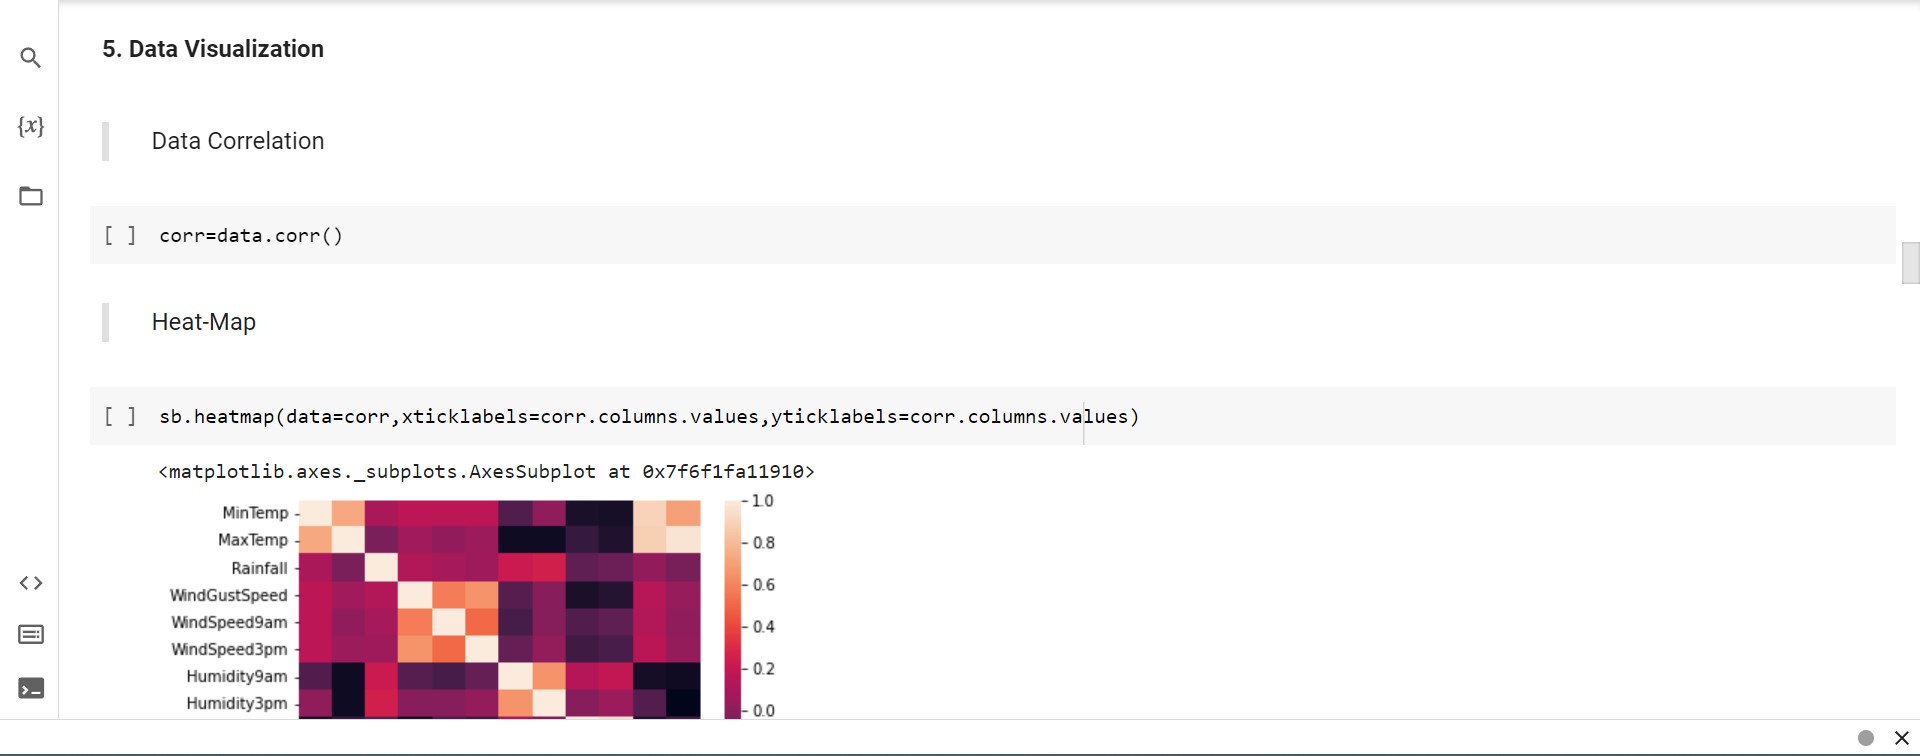 5. Data Visualization
{x}
Data Correlation
[ ] corr=data.corr()
Heat-Map
[ ] sb.heatmap(data=corr,xticklabels=corr.columns.values,yticklabels=corr.columns.values)
<matplotlib.axes._subplots.AxesSubplot at 0x7f6f1fa11910>
MinTemp
MaxTemp
Rainfall
WindGustSpeed
WindSpeed9am
WindSpeed3pm
Humidity9am
Humidity3pm
1.0
0.8
0.6
0.4
0.2
0.0